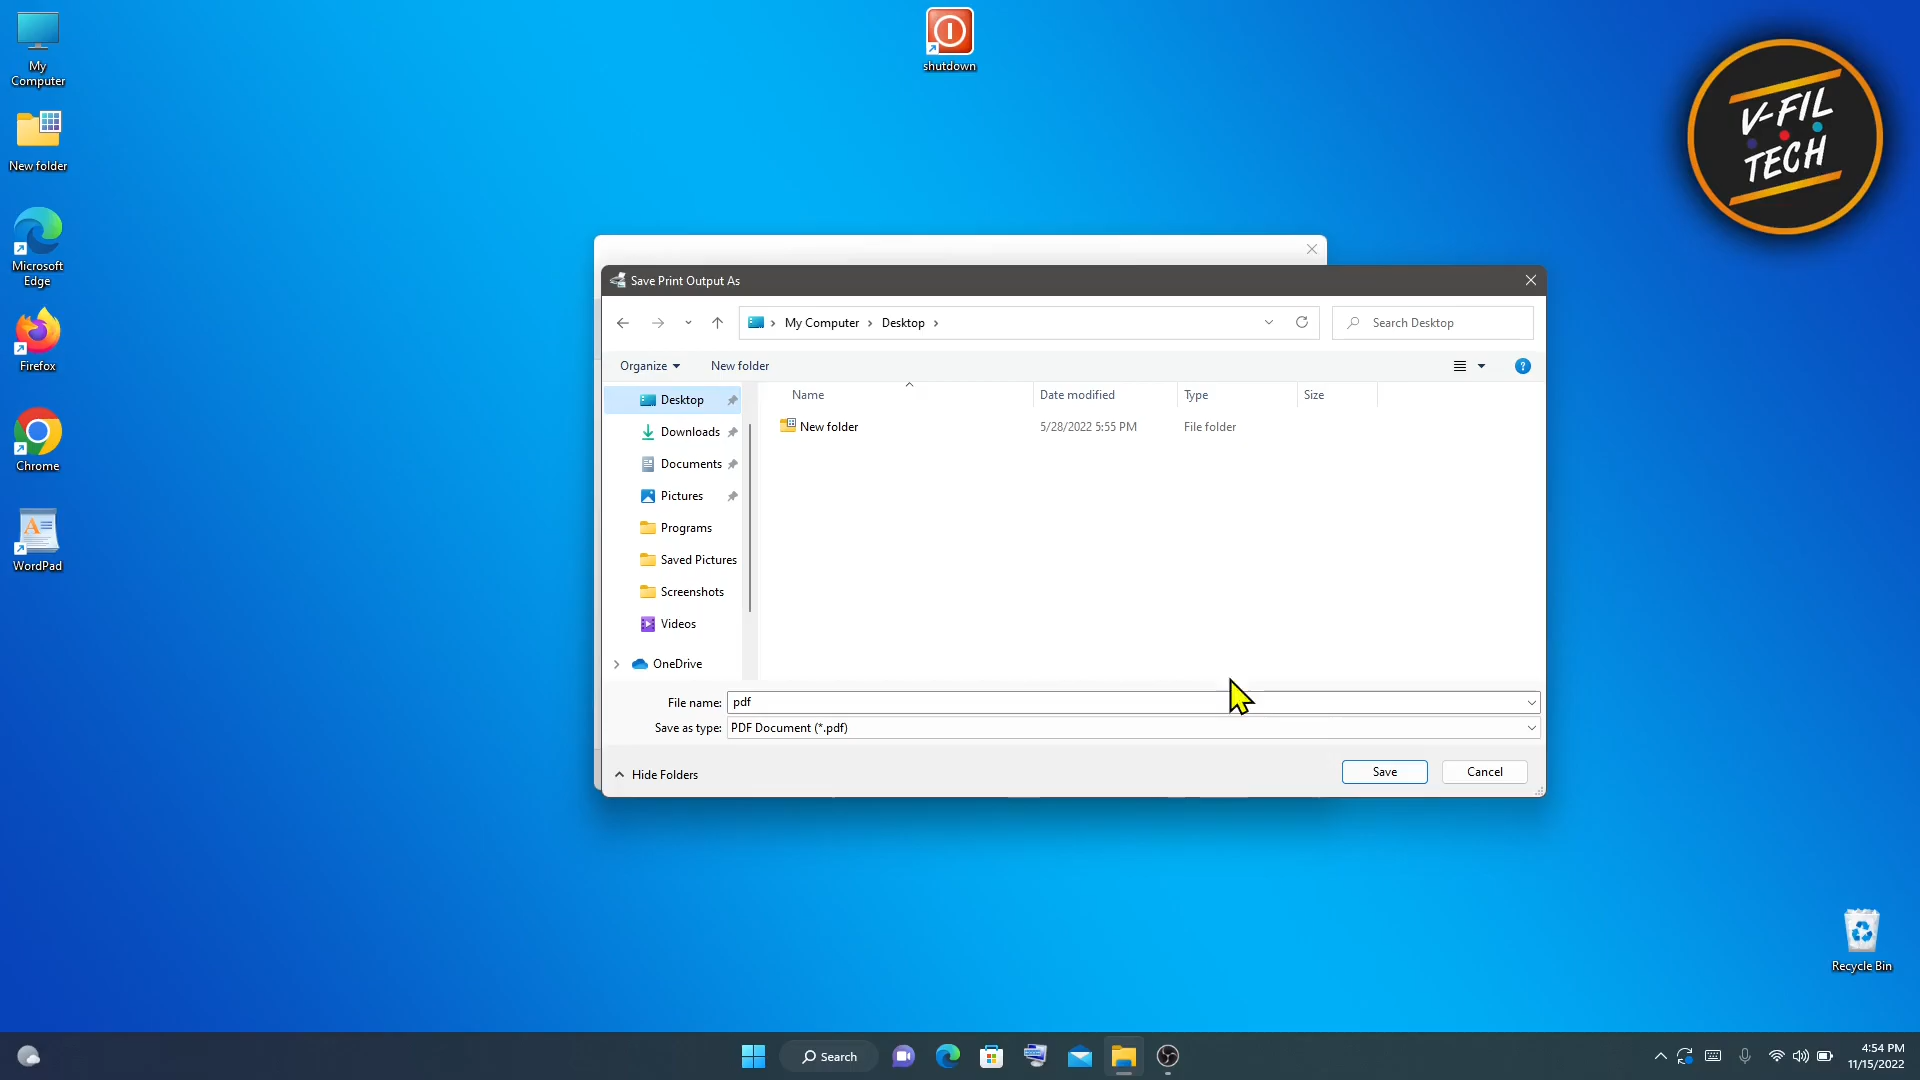 My
Computer
New folder
Microsoft
Edge
Firefox
Chrome
WordPad
shutdown
V-FIL
TECH
Save Print Output As
My Computer
Desktop
Search Desktop
Organize
New folder
?
Desktop
Downloads
Documents
Pictures
Programs
Saved Pictures
Screenshots
Videos
OneDrive
Name
Date modified
Type
Size
New folder
5/28/2022 5:55 PM
File folder
File name:
pdf
Save as type:
PDF Document (*.pdf)
Hide Folders
Save
Cancel
Recycle Bin
Search
4:54 PM
11/15/2022